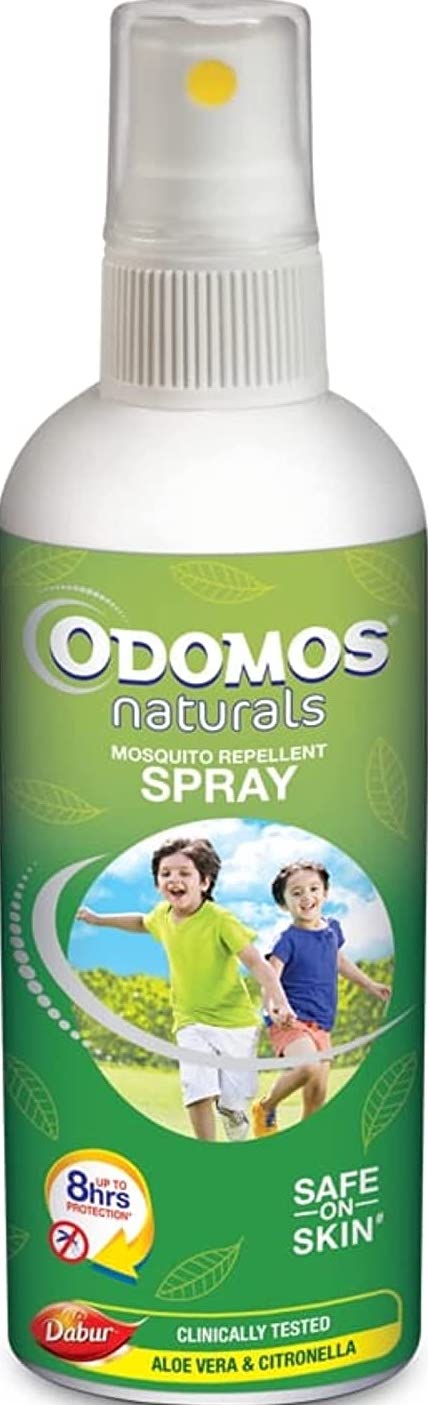 ODOMOS®
naturals
MOSQUITO REPELLENT
SPRAY
UP TO
8hrs
PROTECTION*
SAFE
ON
SKIN#
Dabur
CLINICALLY TESTED
ALOE VERA & CITRONELLA